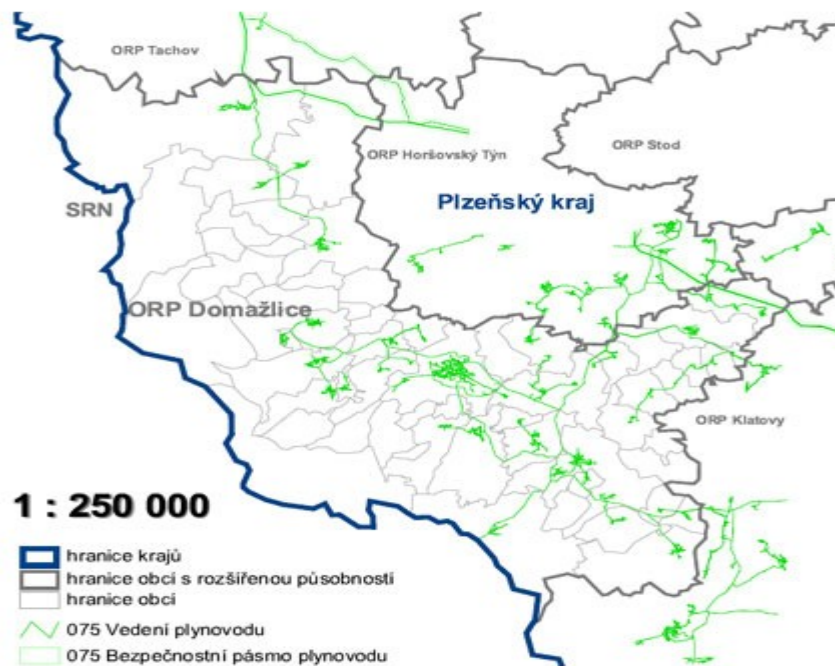 ORP Tachov
ORP Horšovský Týn
ORP Stod
SRN
Plzeňský kraj
ORP Domažlice
ORP Klatovy
1 : 250 000
hranice krajů
hranice obcí s rozšířenou působností
hranice obcí
075 Vedení plynovodu
075 Bezpečnostní pásmo plynovodu